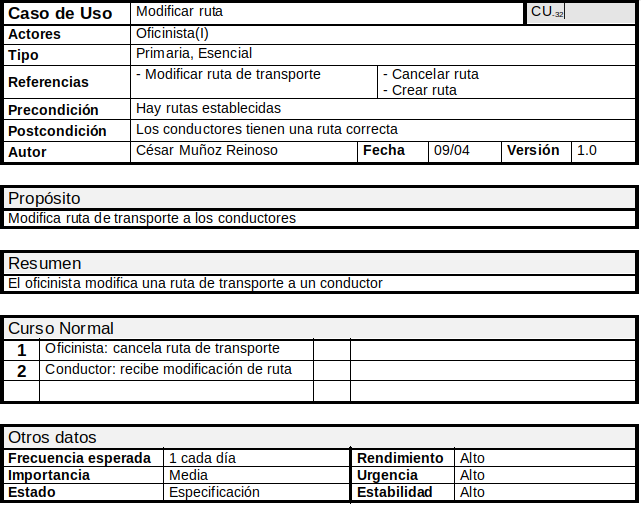 Caso de Uso Modificar ruta CU-32
Actores Oficinista(I)
Tipo Primaria, Esencial
Referencias - Modificar ruta de transporte - Cancelar ruta
- Crear ruta
Precondición Hay rutas establecidas
Postcondición Los conductores tienen una ruta correcta
Autor César Muñoz Reinoso Fecha 09/04 Versión 1.0
Propósito
Modifica ruta de transporte a los conductores
Resumen
El oficinista modifica una ruta de transporte a un conductor
Curso Normal
1 Oficinista: cancela ruta de transporte
2 Conductor: recibe modificación de ruta
Otros datos
Frecuencia esperada 1 cada día Rendimiento Alto
Importancia Media Urgencia Alto
Estado Especificación Estabilidad Alto